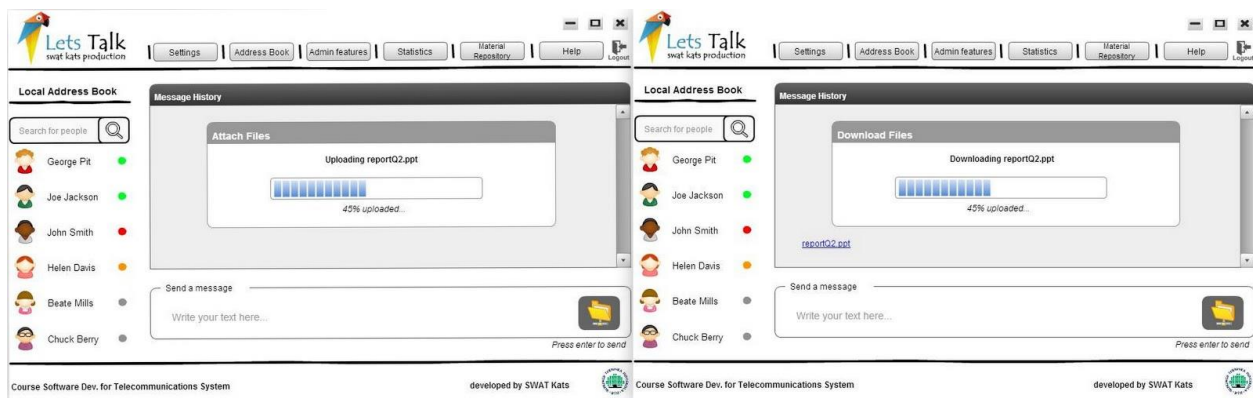 Lets Talk
swat kats production
Settings
Address Book
Admin features
Statistics
Material
Repository
Help
Logout
Local Address Book
Search for people
George Pit
Joe Jackson
John Smith
Helen Davis
Beate Mills
Chuck Berry
Message History
Attach Files
Uploading reportQ2.ppt
45% uploaded...
Send a message
Write your text here...
Press enter to send
Course Software Dev. for Telecommunications System
developed by SWAT Kats
Lets Talk
swat kats production
Settings
Address Book
Admin features
Statistics
Material
Repository
Help
Logout
Local Address Book
Search for people
George Pit
Joe Jackson
John Smith
Helen Davis
Beate Mills
Chuck Berry
Message History
Download Files
Downloading reportQ2.ppt
45% uploaded...
reportQ2.ppt
Send a message
Write your text here...
Press enter to send
Course Software Dev. for Telecommunications System
developed by SWAT Kats